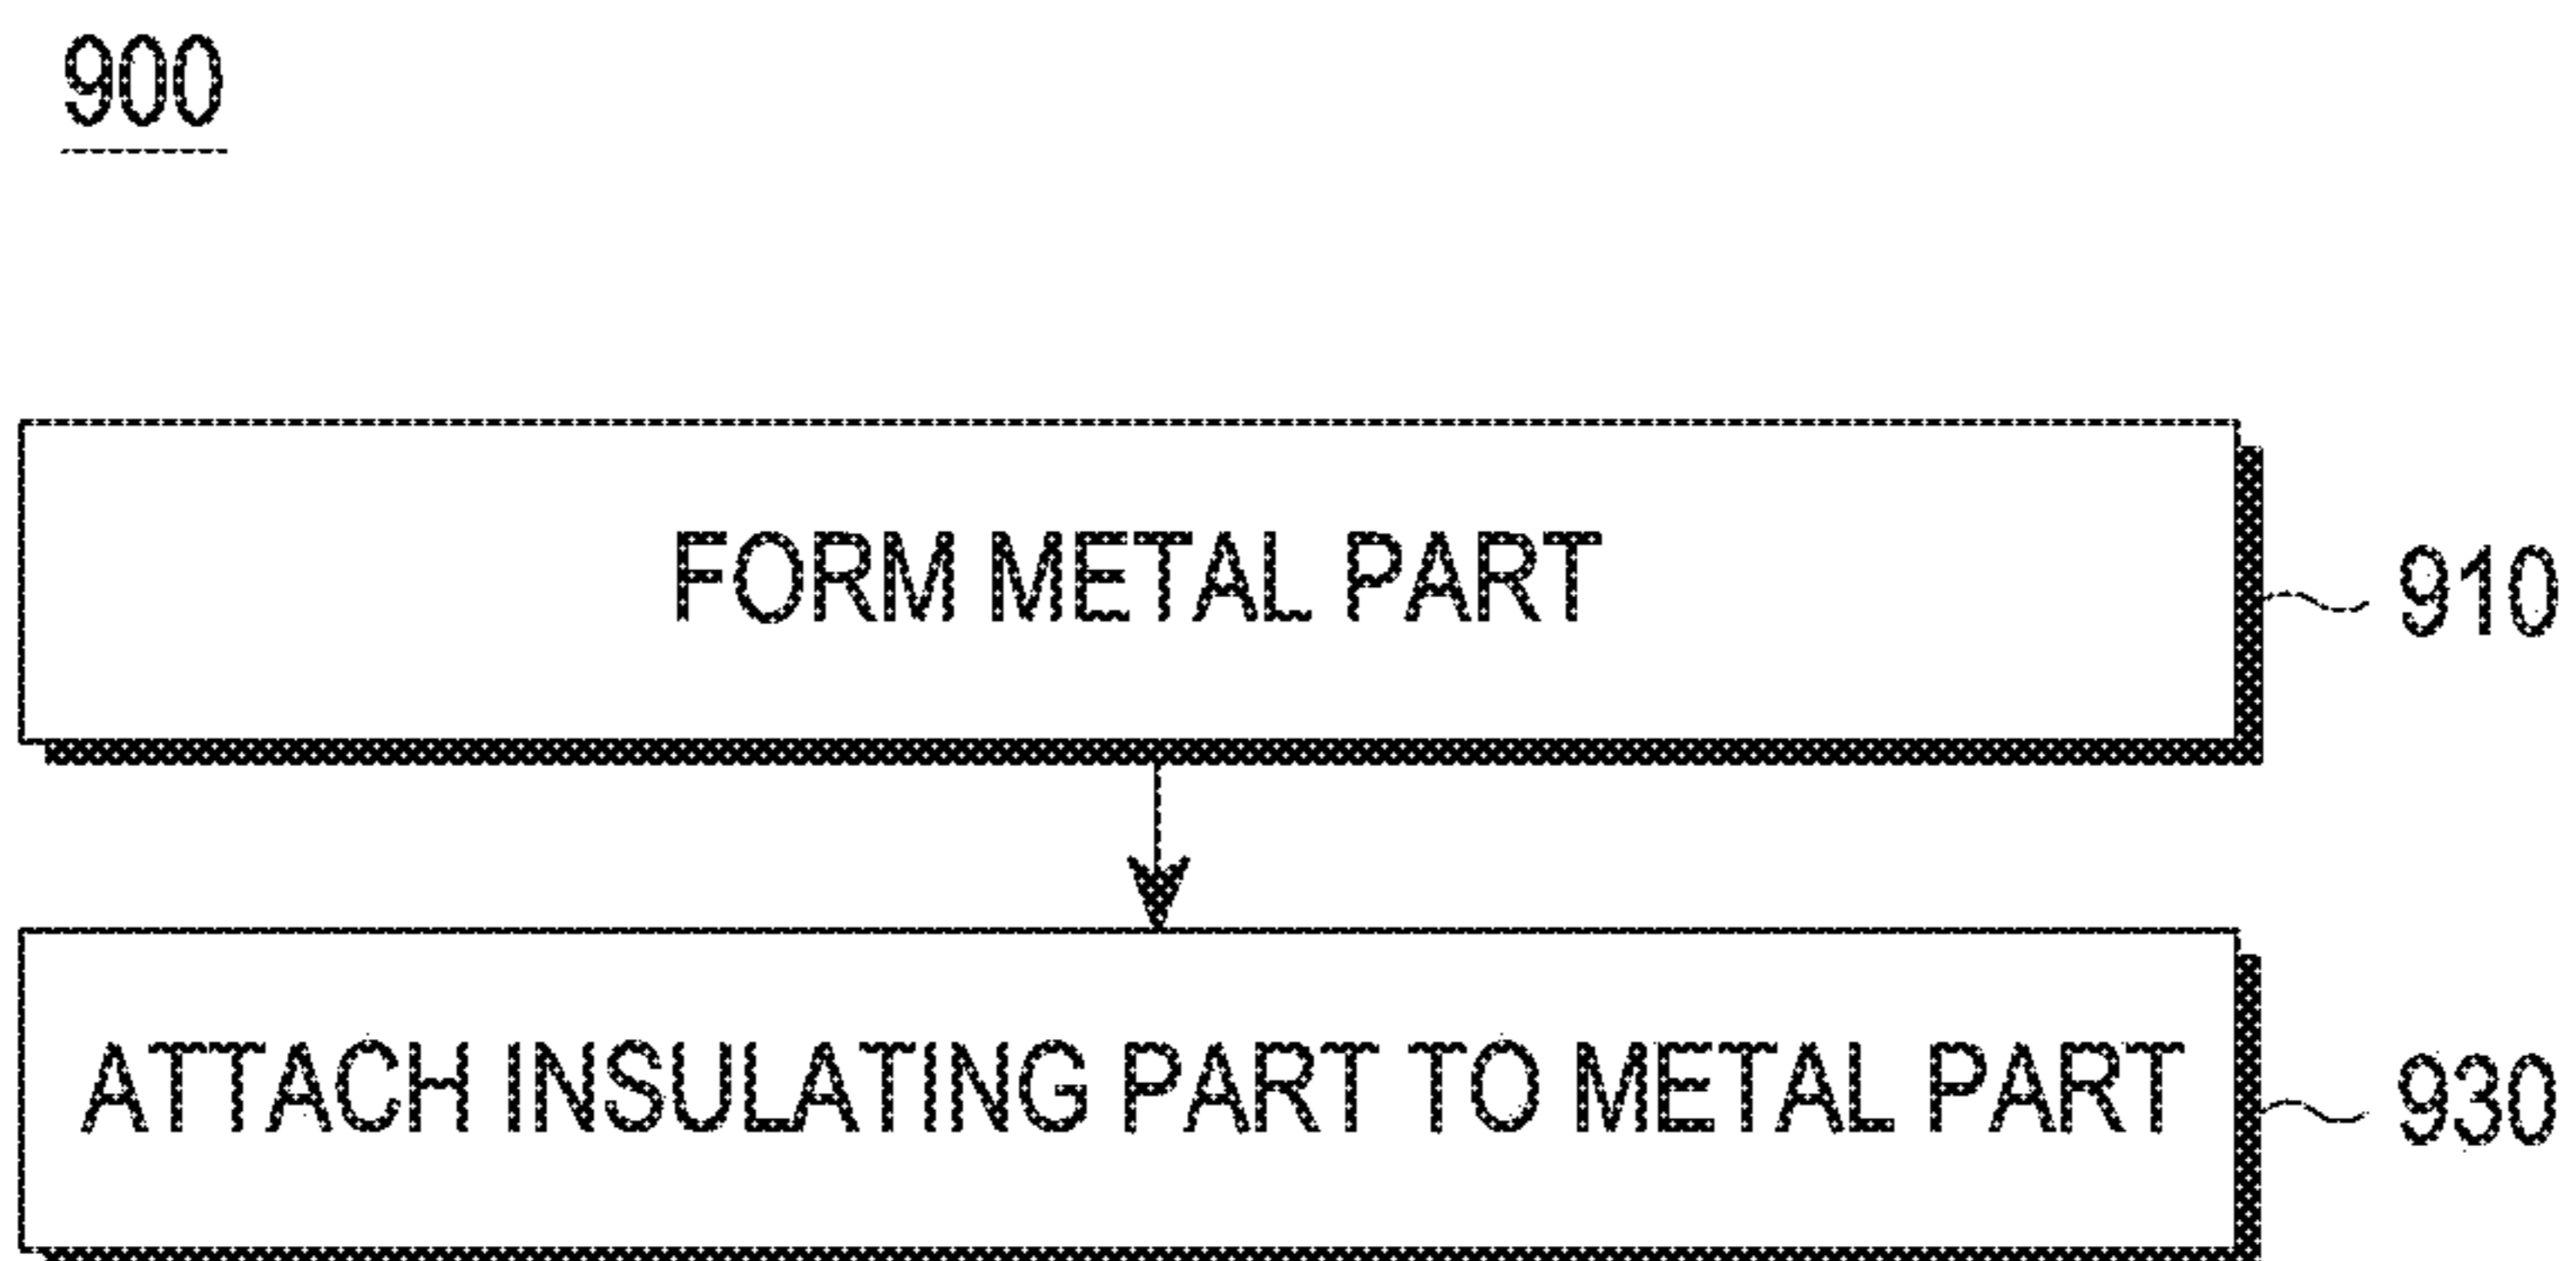 900
FORM METAL PART
910
ATTACH INSULATING PART TO METAL PART
930